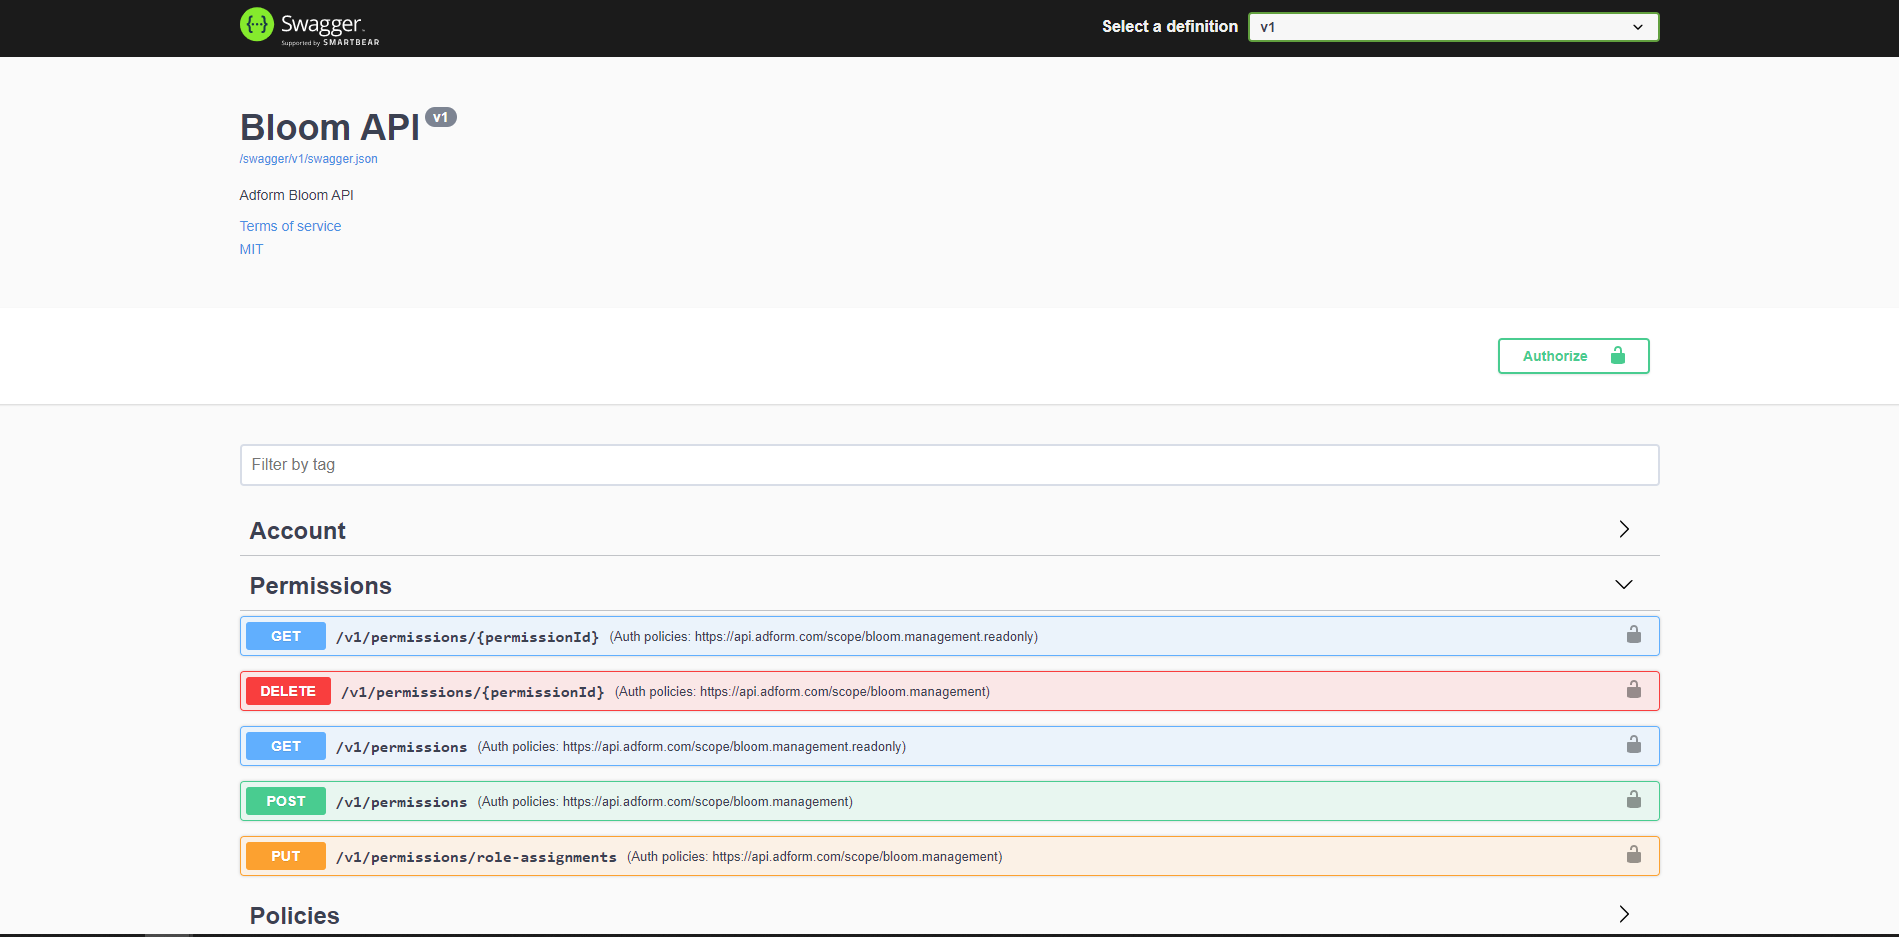 Swagger
Supported by SMARTBEAR
Select a definition
v1
Bloom API v1
/swagger/v1/swagger.json
Adform Bloom API
Terms of service
MIT
Authorize
Filter by tag
Account
Permissions
GET /v1/permissions/{permissionId} (Auth policies: https://api.adform.com/scope/bloom.management.readonly)
DELETE /v1/permissions/{permissionId} (Auth policies: https://api.adform.com/scope/bloom.management)
GET /v1/permissions (Auth policies: https://api.adform.com/scope/bloom.management.readonly)
POST /v1/permissions (Auth policies: https://api.adform.com/scope/bloom.management)
PUT /v1/permissions/role-assignments (Auth policies: https://api.adform.com/scope/bloom.management)
Policies